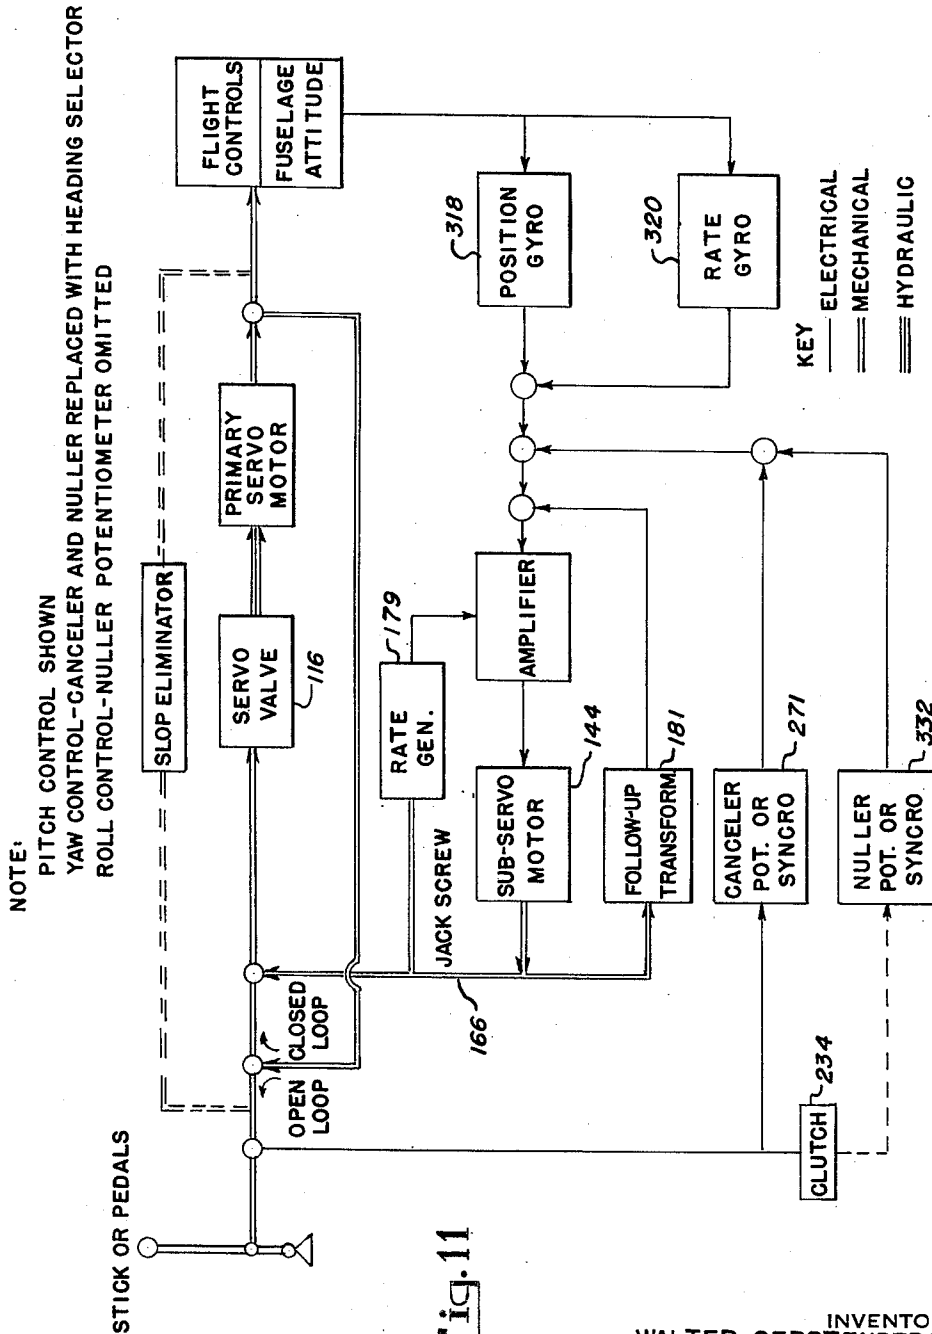 NOTE:
PITCH CONTROL SHOWN
YAW CONTROL-CANCELER AND NULLER REPLACED WITH HEADING SELECTOR
ROLL CONTROL-NULLER POTENTIOMETER OMITTED
STICK OR PEDALS
SLOP ELIMINATOR
OPEN
LOOP
CLOSED
LOOP
SERVO
VALVE
116
PRIMARY
SERVO
MOTOR
FLIGHT
CONTROLS
FUSELAGE
ATTITUDE
JACK SCREW
166
RATE
GEN.
179
SUB-SERVO
MOTOR
144
AMPLIFIER
POSITION
GYRO
318
FOLLOW-UP
TRANSFORM.
181
RATE
GYRO
320
CANCELER
POT. OR
SYNCRO
271
CLUTCH
234
NULLER
POT. OR
SYNCRO
332
KEY
ELECTRICAL
MECHANICAL
HYDRAULIC
Fig. 11
INVENTO